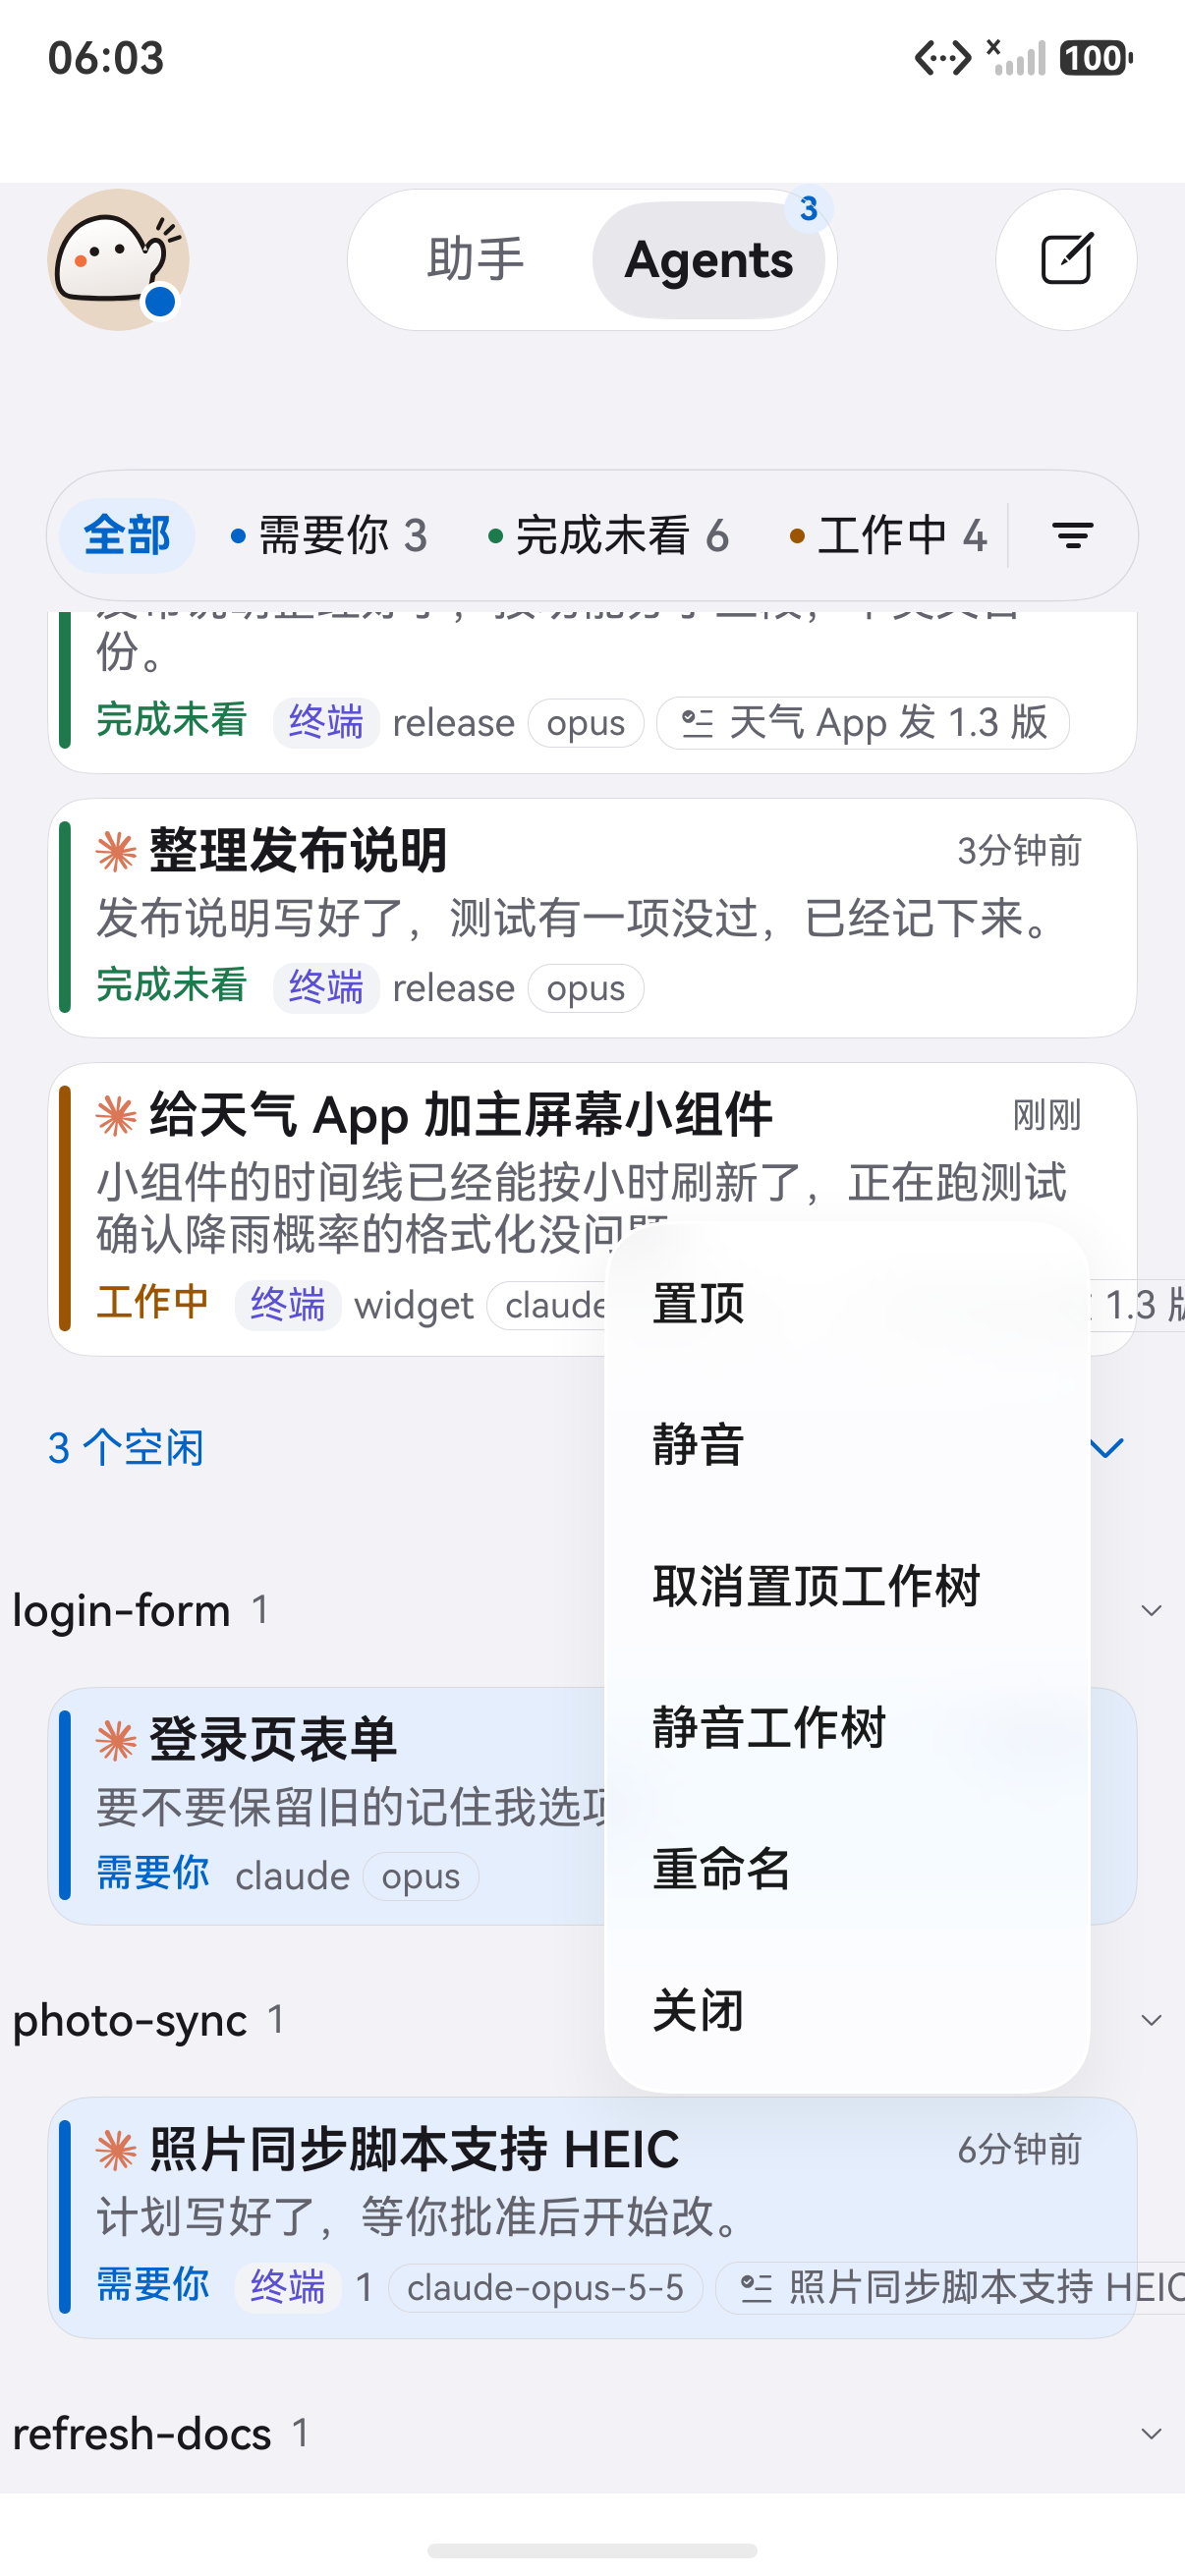 06:03
100
助手
Agents
3
全部
需要你 3
完成未看 6
工作中 4
份。
完成未看 终端 release opus 天气 App 发 1.3 版
整理发布说明 3分钟前
发布说明写好了，测试有一项没过，已经记下来。
完成未看 终端 release opus
给天气 App 加主屏幕小组件 刚刚
小组件的时间线已经能按小时刷新了，正在跑测试
确认降雨概率的格式化没问题
工作中 终端 widget claude 1.3 版
置顶
静音
取消置顶工作树
静音工作树
重命名
关闭
3 个空闲
login-form 1
登录页表单
要不要保留旧的记住我选项
需要你 claude opus
photo-sync 1
照片同步脚本支持 HEIC 6分钟前
计划写好了，等你批准后开始改。
需要你 终端 1 claude-opus-5-5 照片同步脚本支持 HEIC
refresh-docs 1